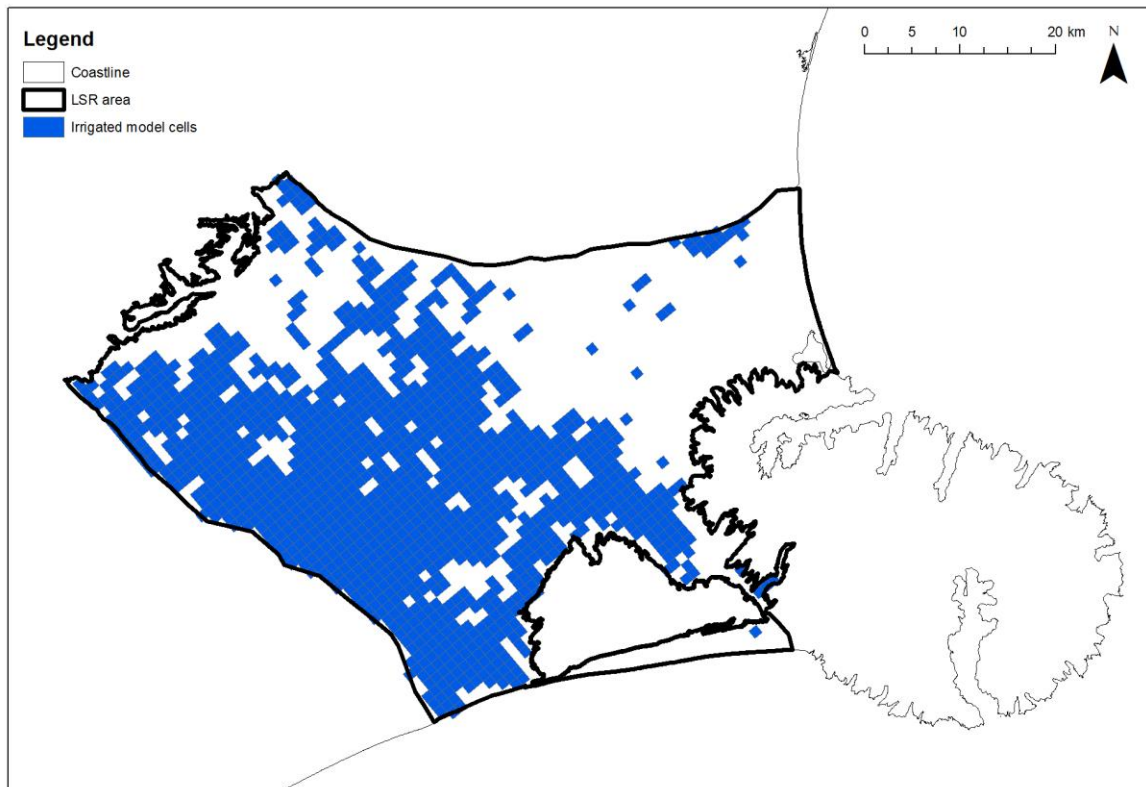 Legend
Coastline
LSR area
Irrigated model cells
0 5 10 20 km
N